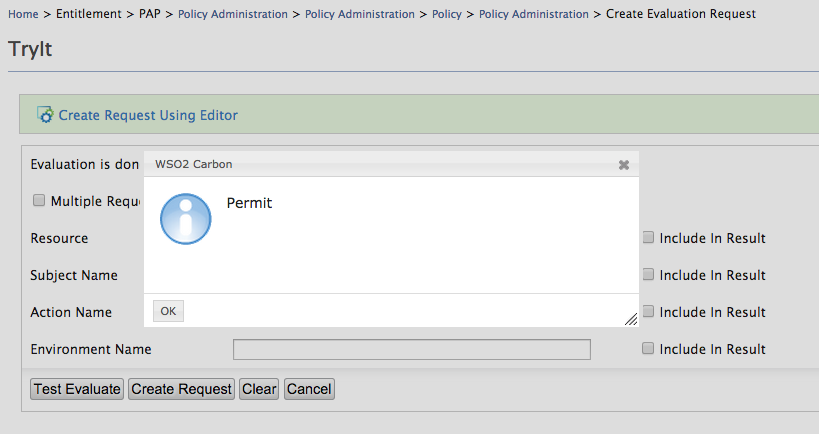 Home > Entitlement > PAP > Policy Administration > Policy Administration > Policy > Policy Administration > Create Evaluation Request
TryIt
Create Request Using Editor
Evaluation is don
WSO2 Carbon
Multiple Requ
Permit
Resource
Include In Result
Subject Name
Include In Result
Action Name
OK
Include In Result
Environment Name
Include In Result
Test Evaluate Create Request Clear Cancel